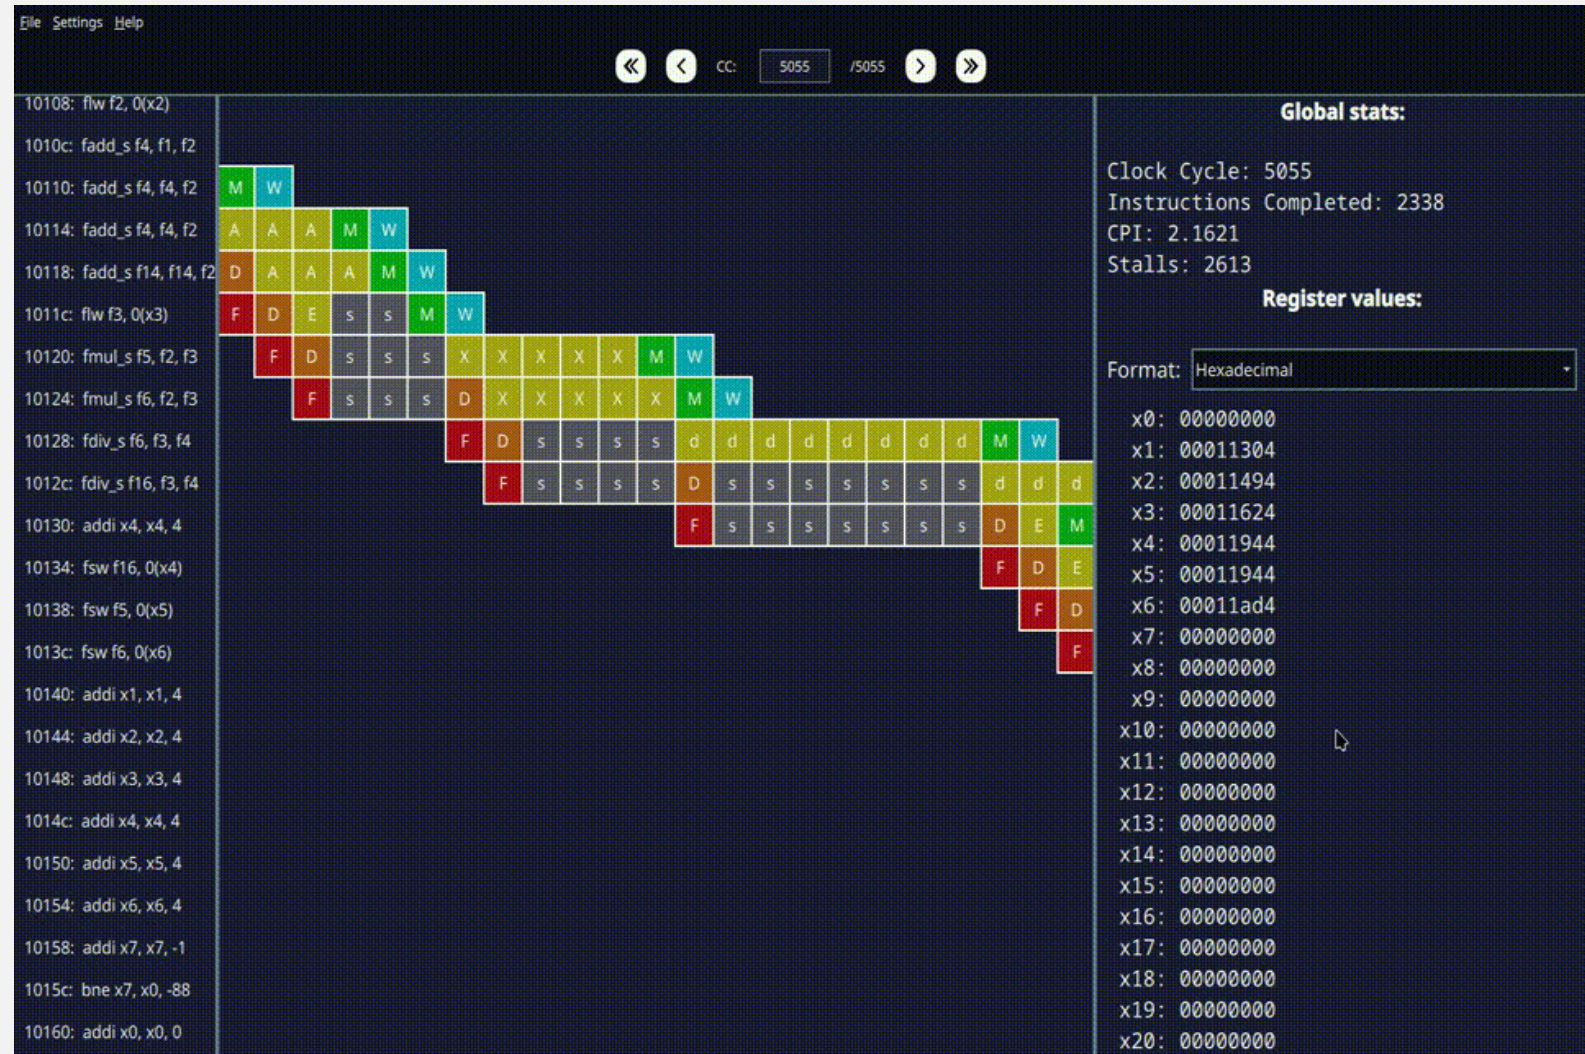 File Settings Help
CC: 5055 /5055
10108: flw f2, 0(x2)
1010c: fadd_s f4, f1, f2
10110: fadd_s f4, f4, f2 M W
10114: fadd_s f4, f4, f2 A A A M W
10118: fadd_s f14, f14, f2 D A A A M W
1011c: flw f3, 0(x3) F D E s s M W
10120: fmul_s f5, f2, f3 F D s s s X X X X X M W
10124: fmul_s f6, f2, f3 F s s s D X X X X X M W
10128: fdiv_s f6, f3, f4 F D s s s s d d d d d d d d M W
1012c: fdiv_s f16, f3, f4 F s s s s D s s s s s s s d d d
10130: addi x4, x4, 4 F s s s s s s s D E M
10134: fsw f16, 0(x4) F D E
10138: fsw f5, 0(x5) F D
1013c: fsw f6, 0(x6) F
10140: addi x1, x1, 4
10144: addi x2, x2, 4
10148: addi x3, x3, 4
1014c: addi x4, x4, 4
10150: addi x5, x5, 4
10154: addi x6, x6, 4
10158: addi x7, x7, -1
1015c: bne x7, x0, -88
10160: addi x0, x0, 0
Global stats:
Clock Cycle: 5055
Instructions Completed: 2338
CPI: 2.1621
Stalls: 2613
Register values:
Format: Hexadecimal
x0: 00000000
x1: 00011304
x2: 00011494
x3: 00011624
x4: 00011944
x5: 00011944
x6: 00011ad4
x7: 00000000
x8: 00000000
x9: 00000000
x10: 00000000
x11: 00000000
x12: 00000000
x13: 00000000
x14: 00000000
x15: 00000000
x16: 00000000
x17: 00000000
x18: 00000000
x19: 00000000
x20: 00000000